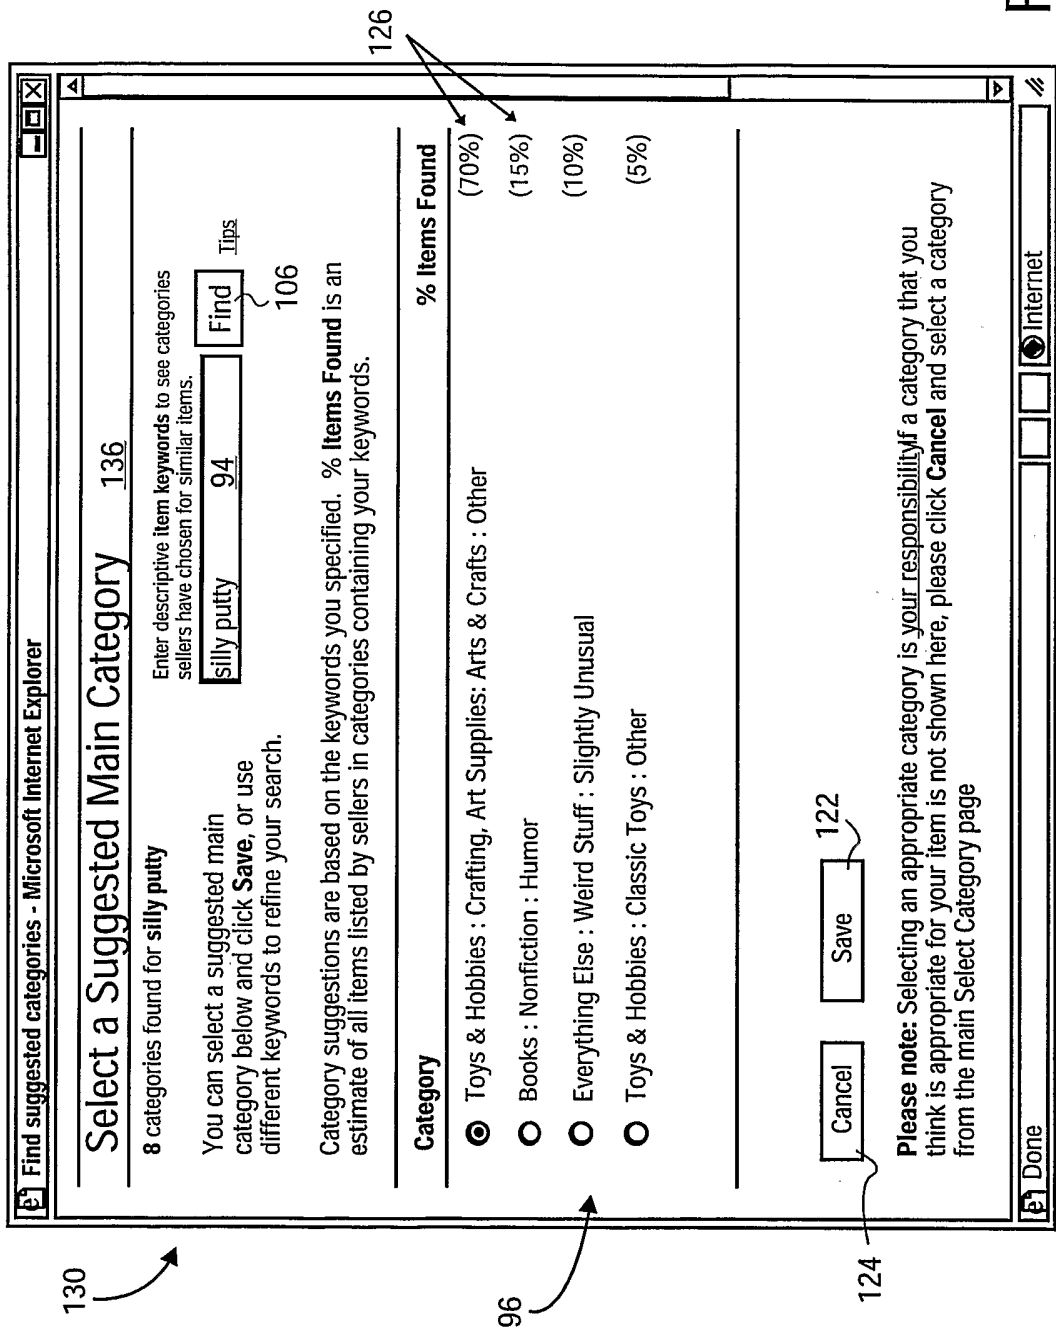 Find suggested categories - Microsoft Internet Explorer
Select a Suggested Main Category 136
8 categories found for silly putty
Enter descriptive item keywords to see categories
sellers have chosen for similar items.
You can select a suggested main
category below and click Save, or use
different keywords to refine your search.
silly putty 94 Find Tips
106
Category suggestions are based on the keywords you specified. % Items Found is an
estimate of all items listed by sellers in categories containing your keywords.
Category % Items Found
126
Toys & Hobbies : Crafting, Art Supplies: Arts & Crafts : Other (70%)
Books : Nonfiction : Humor (15%)
Everything Else : Weird Stuff : Slightly Unusual (10%)
Toys & Hobbies : Classic Toys : Other (5%)
130
96
Cancel Save 122
124
Please note: Selecting an appropriate category is your responsibilityIf a category that you
think is appropriate for your item is not shown here, please click Cancel and select a category
from the main Select Category page
Done Internet